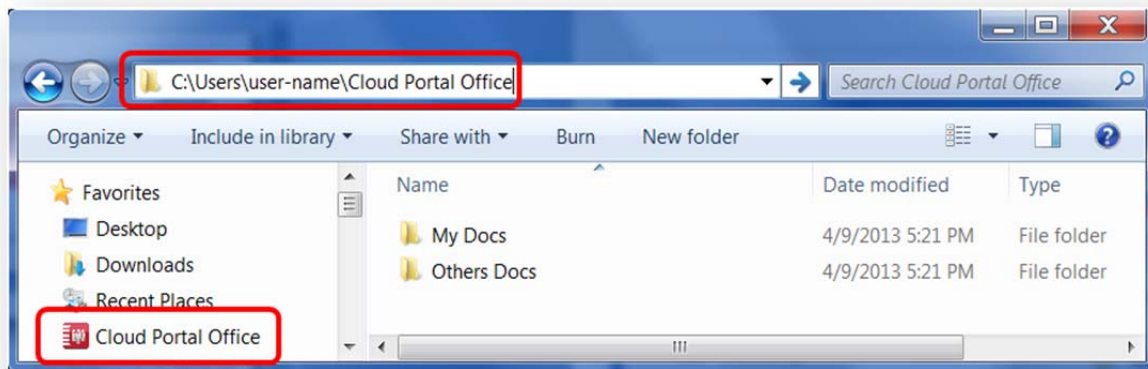 C:\Users\user-name\Cloud Portal Office
Search Cloud Portal Office
Organize Include in library Share with Burn New folder
Favorites
Desktop
Downloads
Recent Places
Cloud Portal Office
Name Date modified Type
My Docs 4/9/2013 5:21 PM File folder
Others Docs 4/9/2013 5:21 PM File folder